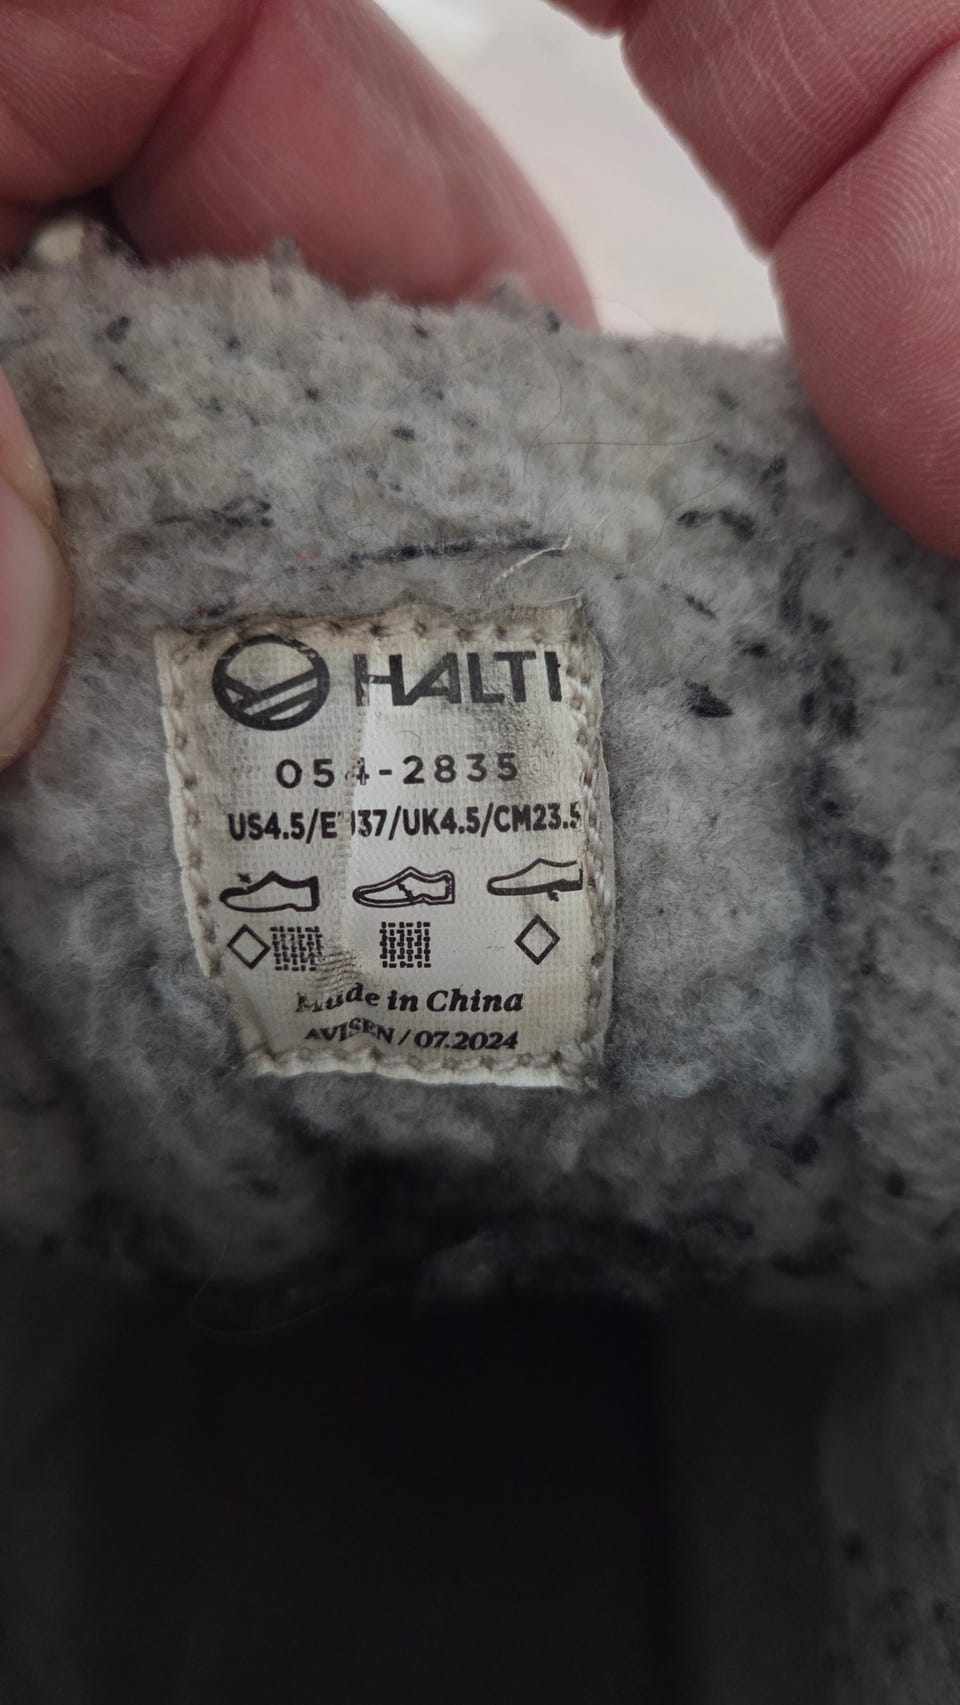 HALTI
054-2835
US4.5/EU37/UK4.5/CM23.5
Made in China
AVISEN / 07.2024